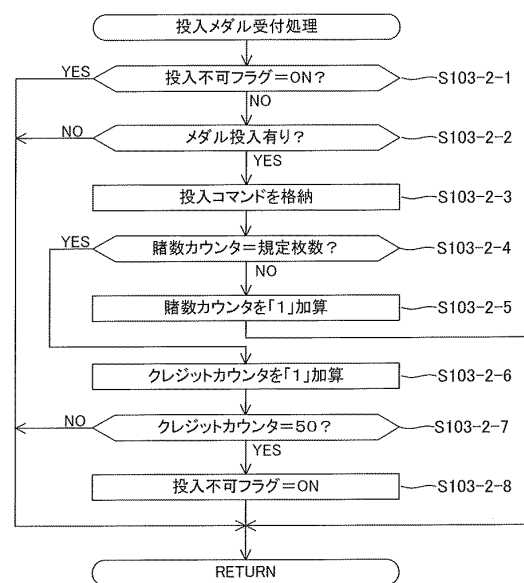 投入メダル受付処理
YES
投入不可フラグ=ON?
S103-2-1
NO
NO
メダル投入有り?
S103-2-2
YES
投入コマンドを格納
S103-2-3
YES
賭数カウンタ=規定枚数?
S103-2-4
NO
賭数カウンタを「1」加算
S103-2-5
クレジットカウンタを「1」加算
S103-2-6
NO
クレジットカウンタ=50?
S103-2-7
YES
投入不可フラグ=ON
S103-2-8
RETURN